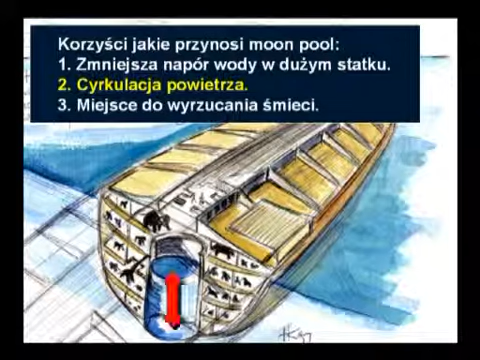 Korzyści jakie przynosi moon pool:
1. Zmniejsza napór wody w dużym statku.
2. Cyrkulacja powietrza.
3. Miejsce do wyrzucania śmieci.